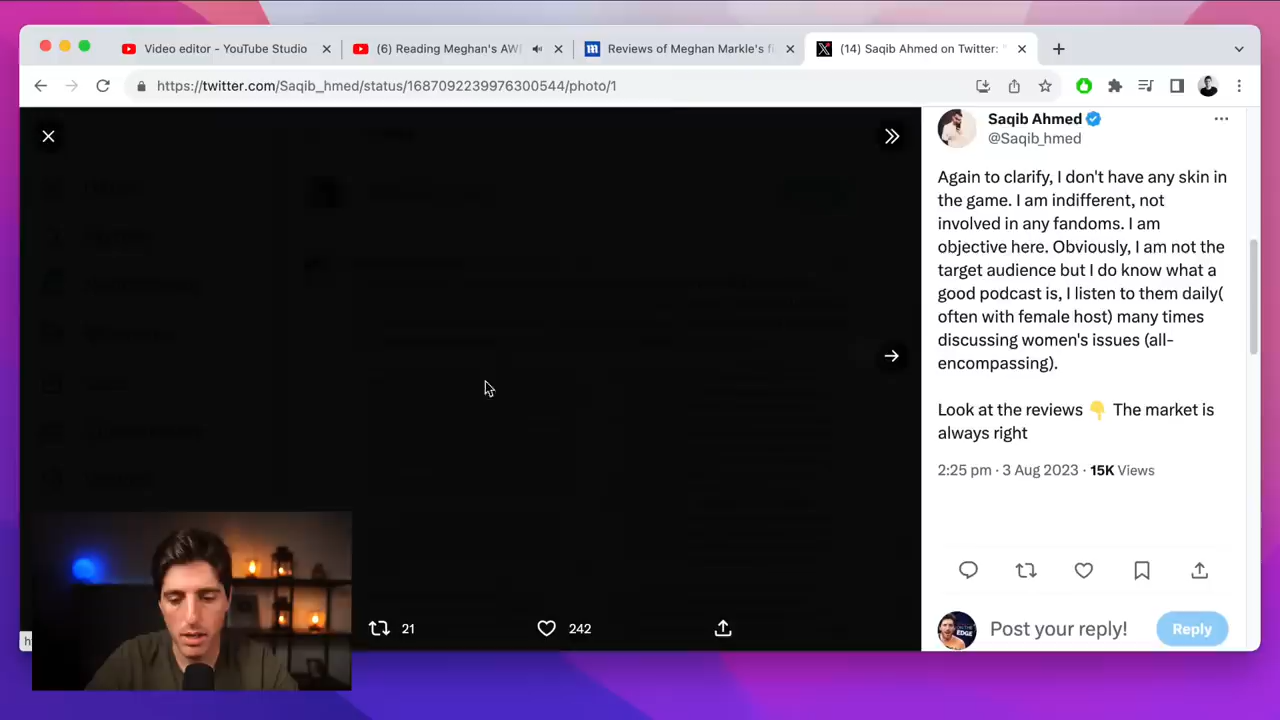 Video editor - YouTube Studio
(6) Reading Meghan's AW
Reviews of Meghan Markle's fi
(14) Saqib Ahmed on Twitter: "
https://twitter.com/Saqib_hmed/status/1687092239976300544/photo/1
Saqib Ahmed
@Saqib_hmed
Again to clarify, I don't have any skin in
the game. I am indifferent, not
involved in any fandoms. I am
objective here. Obviously, I am not the
target audience but I do know what a
good podcast is, I listen to them daily(
often with female host) many times
discussing women's issues (all-
encompassing).
Look at the reviews 👇 The market is
always right
2:25 pm · 3 Aug 2023 · 15K Views
21
242
Post your reply!
Reply